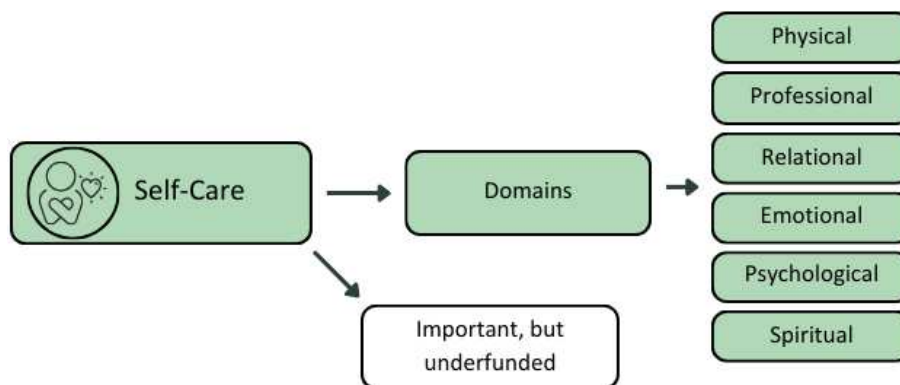 Self-Care
Domains
Important, but
underfunded
Physical
Professional
Relational
Emotional
Psychological
Spiritual